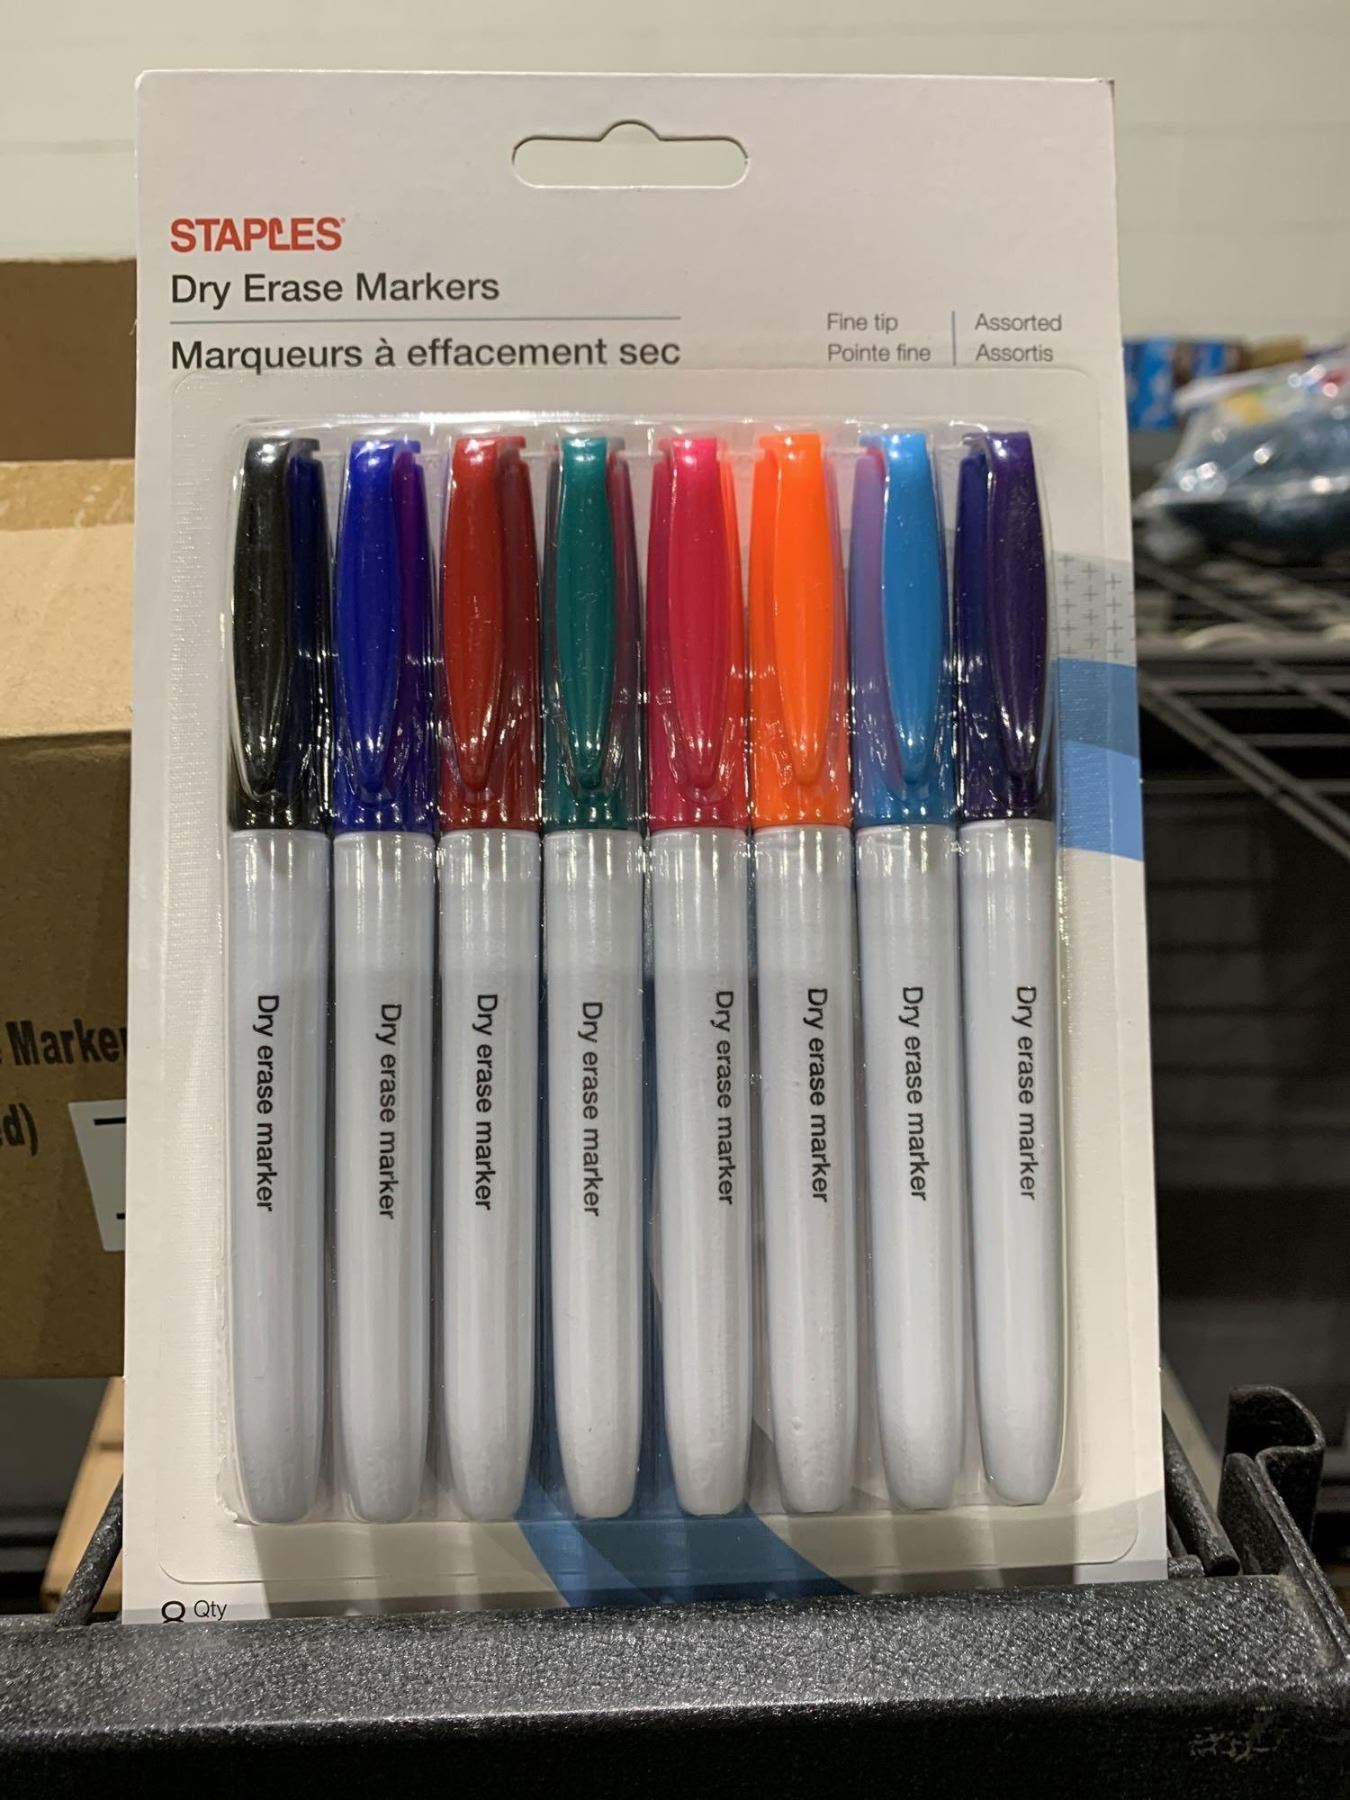 STAPLES
Dry Erase Markers
Marqueurs à effacement sec
Fine tip
Pointe fine
Assorted
Assortis
Dry erase marker
Dry erase marker
Dry erase marker
Dry erase marker
Dry erase marker
Dry erase marker
Dry erase marker
Dry erase marker
8 Qty
Marke